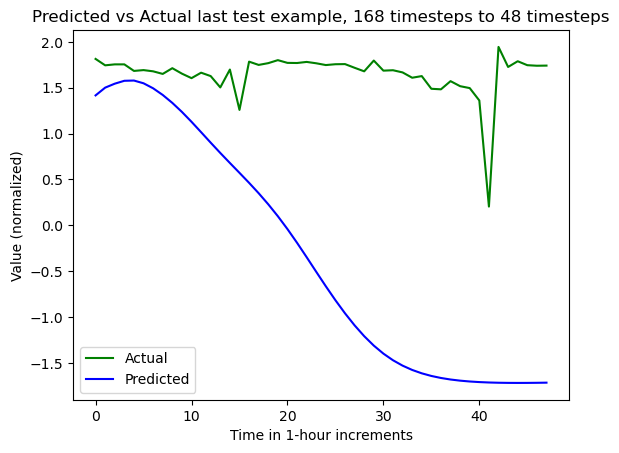 Predicted vs Actual last test example, 168 timesteps to 48 timesteps
2.0
1.5
1.0
0.5
0.0
−0.5
−1.0
−1.5
Value (normalized)
Actual
Predicted
0 10 20 30 40
Time in 1-hour increments